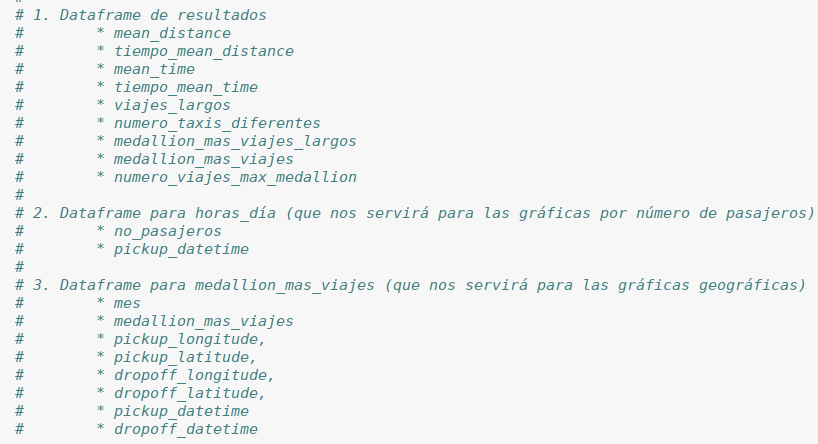 # 1. Dataframe de resultados
#        * mean_distance
#        * tiempo_mean_distance
#        * mean_time
#        * tiempo_mean_time
#        * viajes_largos
#        * numero_taxis_diferentes
#        * medallion_mas_viajes_largos
#        * medallion_mas_viajes
#        * numero_viajes_max_medallion
#
# 2. Dataframe para horas_día (que nos servirá para las gráficas por número de pasajeros)
#        * no_pasajeros
#        * pickup_datetime
#
# 3. Dataframe para medallion_mas_viajes (que nos servirá para las gráficas geográficas)
#        * mes
#        * medallion_mas_viajes
#        * pickup_longitude,
#        * pickup_latitude,
#        * dropoff_longitude,
#        * dropoff_latitude,
#        * pickup_datetime
#        * dropoff_datetime